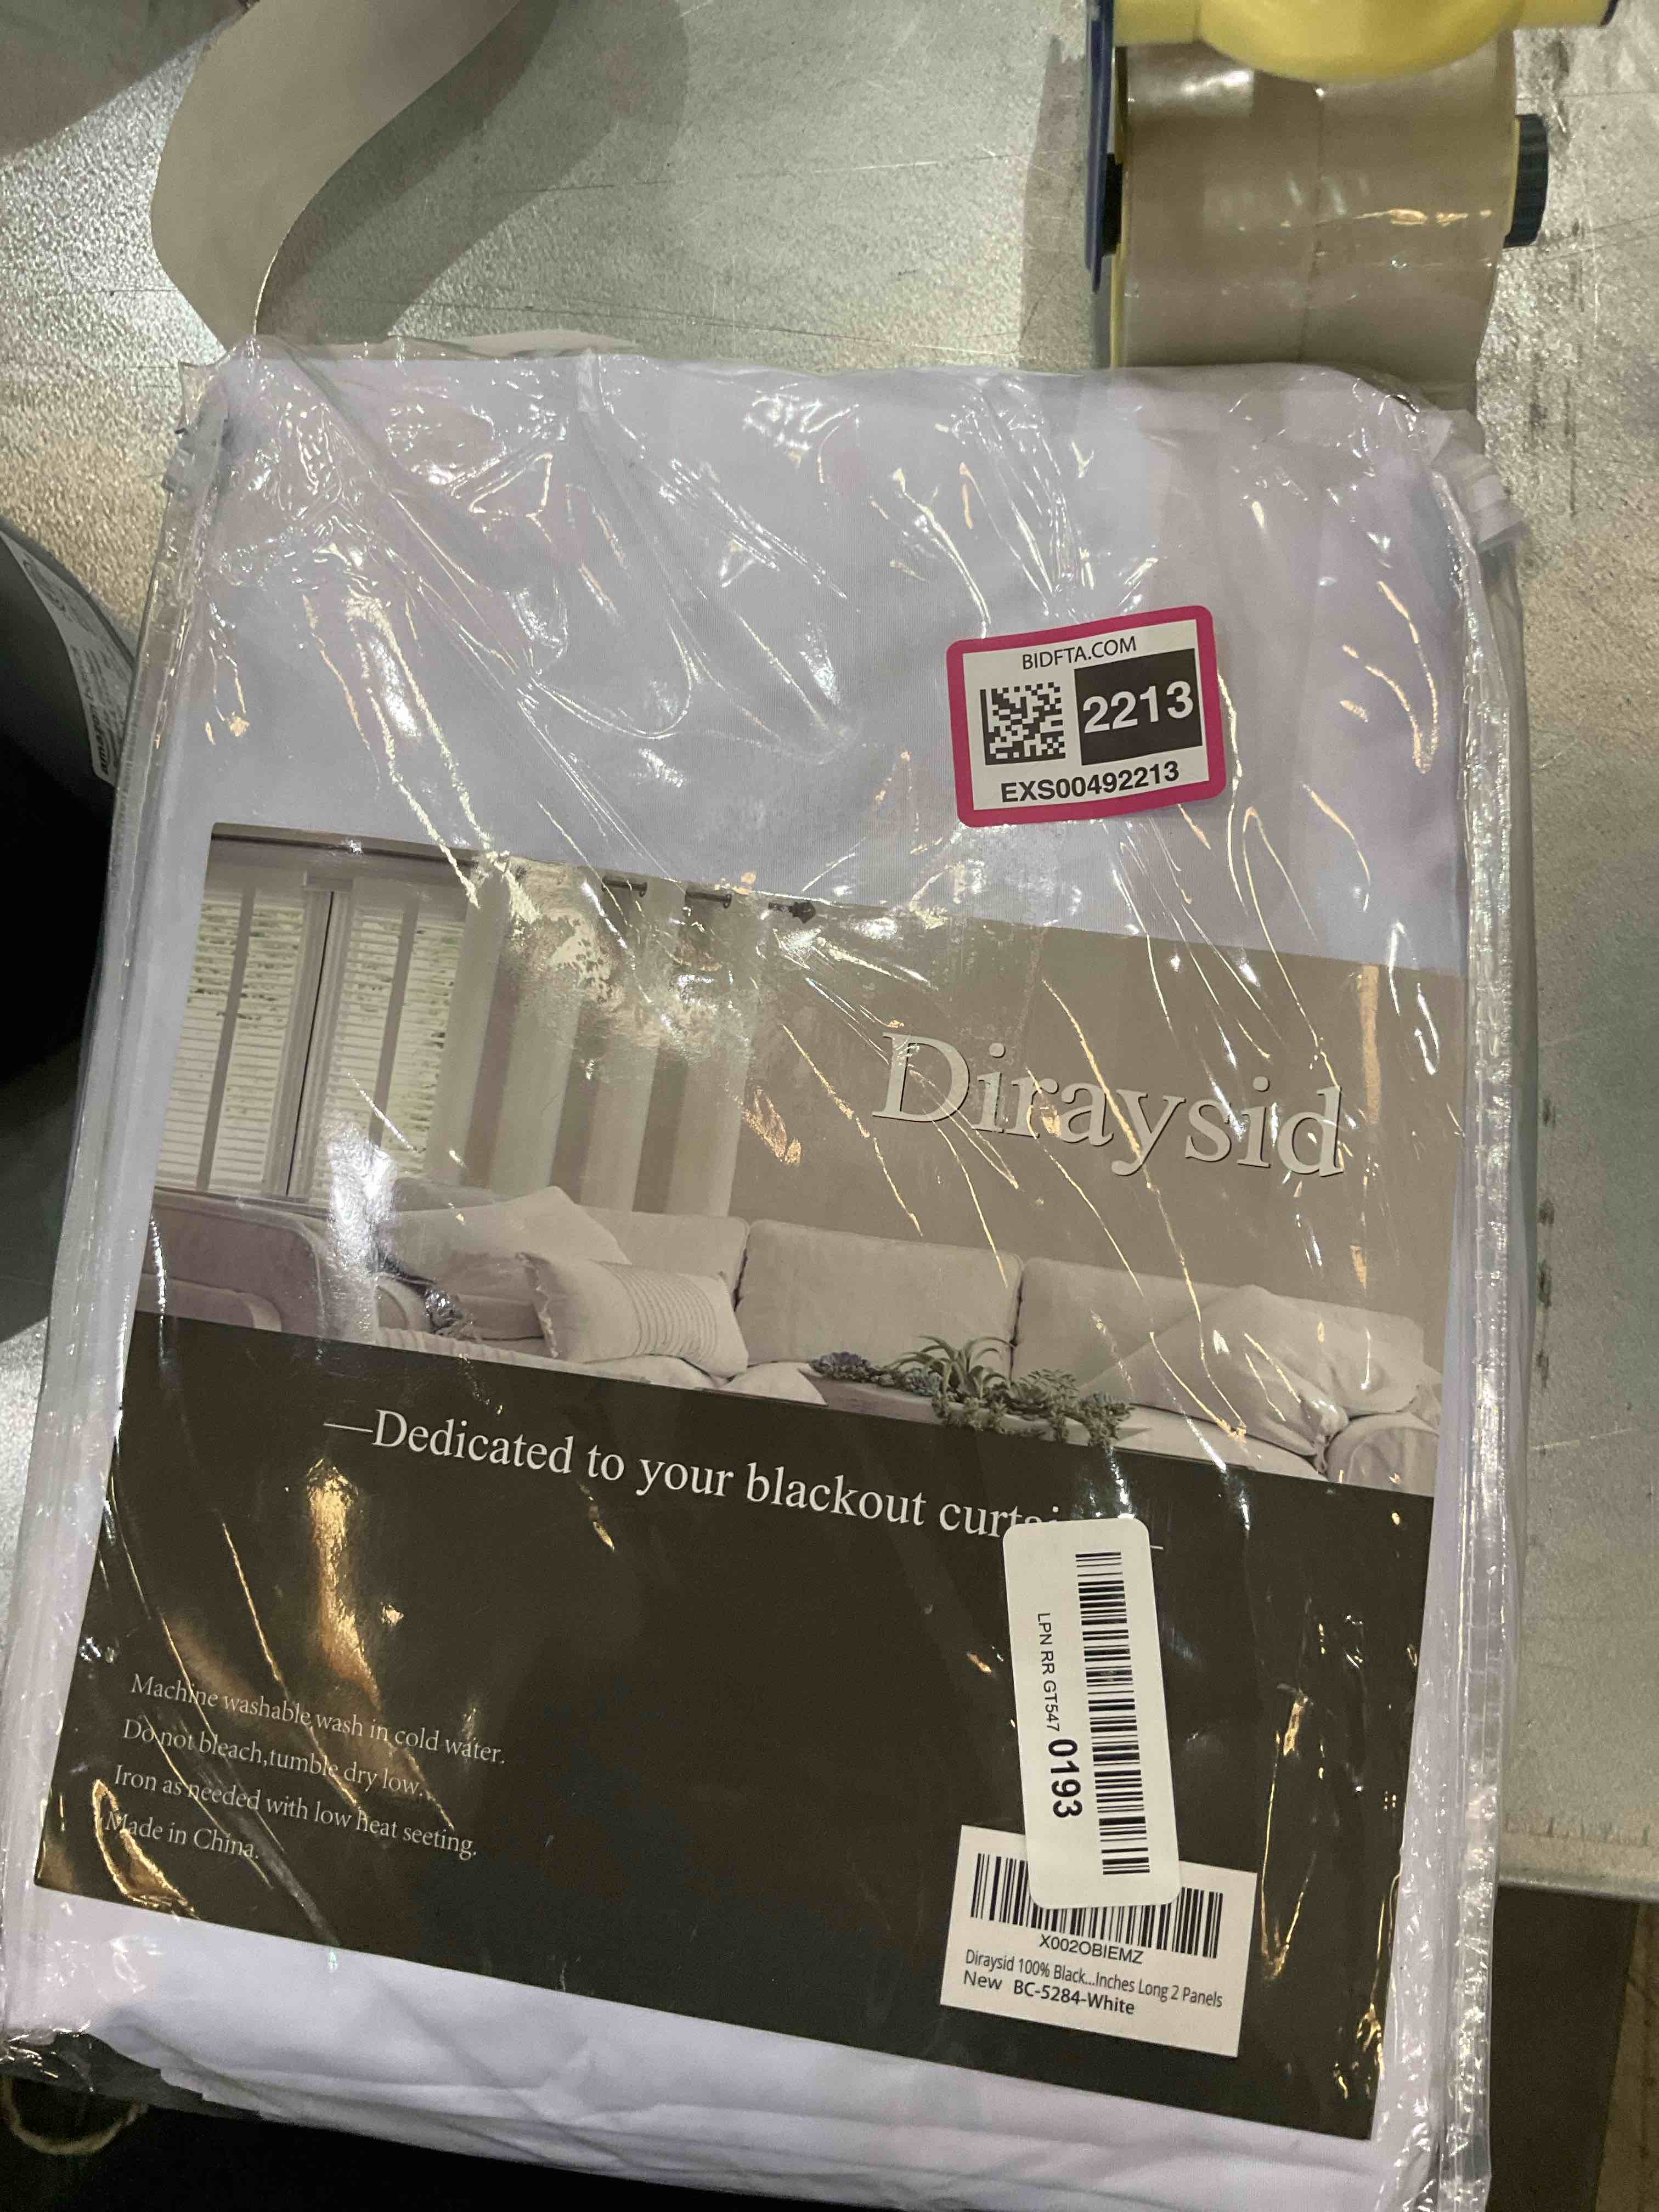 BIDFTA.COM
2213
EXS00492213
Diraysid
—Dedicated to your blackout
Machine washable,wash in cold water.
Do not bleach,tumble dry low.
Iron as needed with low heat seeting.
Made in China.
LPN RR GT547 0193
X002OBIEMZ
Diraysid 100% Black...Inches Long 2 Panels
New BC-5284-White